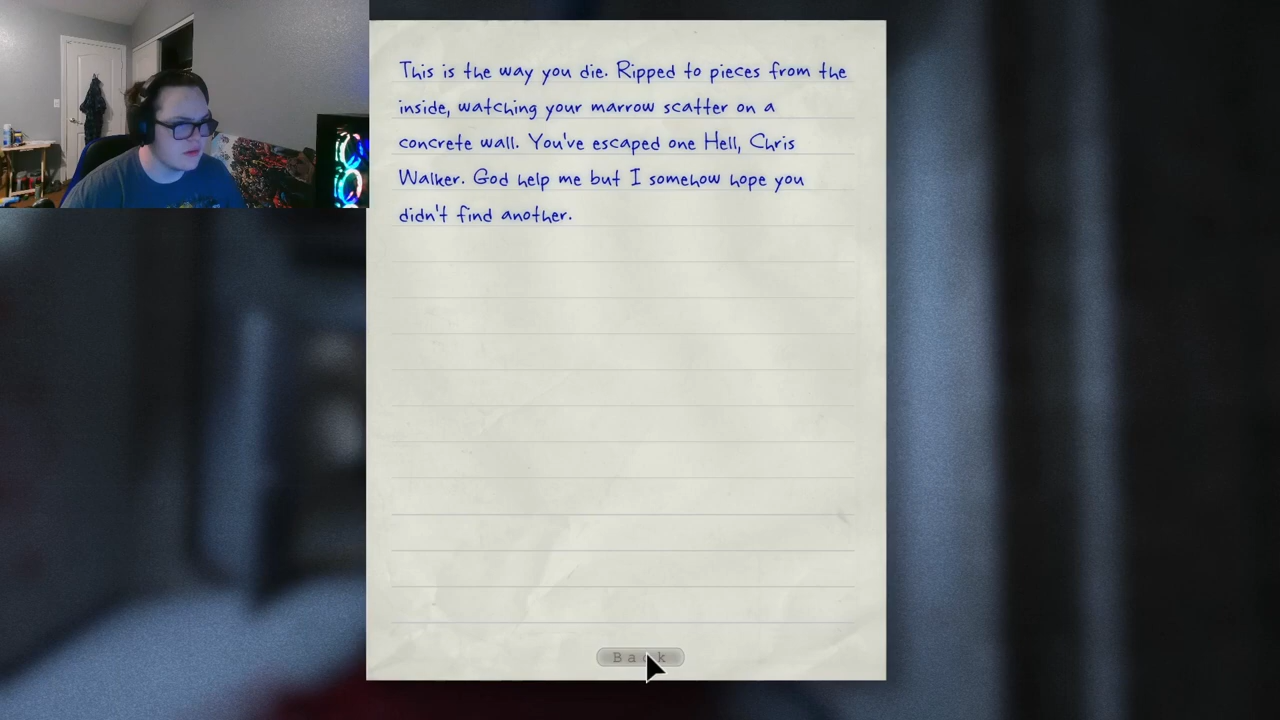 This is the way you die. Ripped to pieces from the
inside, watching your marrow scatter on a
concrete wall. You've escaped one Hell, Chris
Walker. God help me but I somehow hope you
didn't find another.
Back